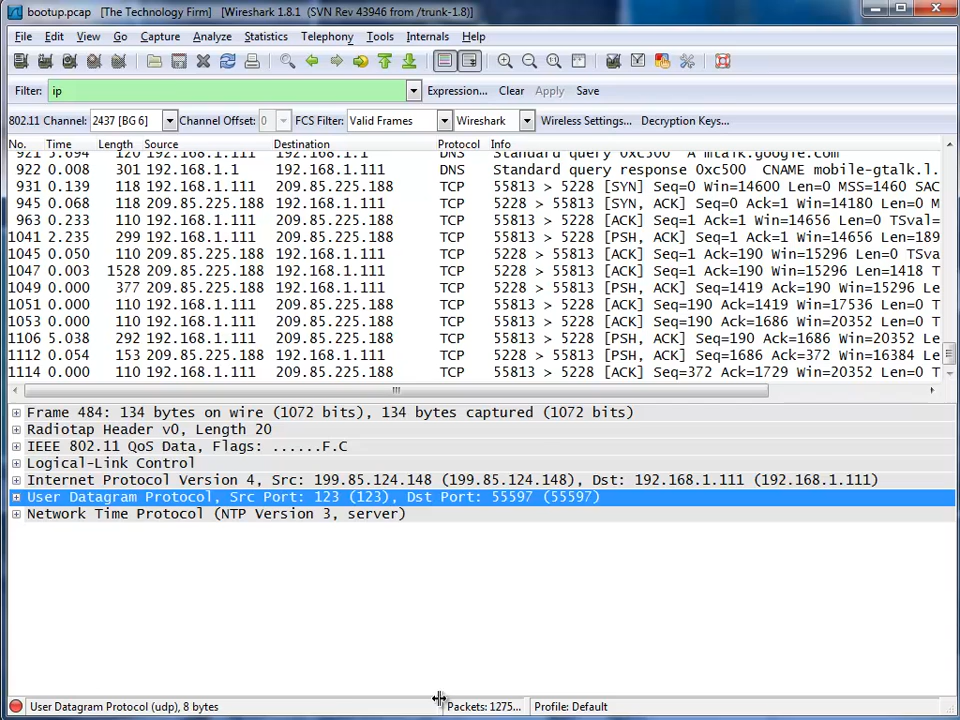 bootup.pcap [The Technology Firm] [Wireshark 1.8.1 (SVN Rev 43946 from /trunk-1.8)]
File Edit View Go Capture Analyze Statistics Telephony Tools Internals Help
Filter: ip Expression... Clear Apply Save
802.11 Channel: 2437 [BG 6] Channel Offset: 0 FCS Filter: Valid Frames Wireshark Wireless Settings... Decryption Keys...
No. Time Length Source Destination Protocol Info
921 5.694 120 192.168.1.111 192.168.1.1 DNS Standard query 0xc500 A mtalk.google.com
922 0.008 301 192.168.1.1 192.168.1.111 DNS Standard query response 0xc500 CNAME mobile-gtalk.l.
931 0.139 118 192.168.1.111 209.85.225.188 TCP 55813 > 5228 [SYN] Seq=0 Win=14600 Len=0 MSS=1460 SAC
945 0.068 118 209.85.225.188 192.168.1.111 TCP 5228 > 55813 [SYN, ACK] Seq=0 Ack=1 Win=14180 Len=0 M
963 0.233 110 192.168.1.111 209.85.225.188 TCP 55813 > 5228 [ACK] Seq=1 Ack=1 Win=14656 Len=0 TSval=
1041 2.235 299 192.168.1.111 209.85.225.188 TCP 55813 > 5228 [PSH, ACK] Seq=1 Ack=1 Win=14656 Len=189
1045 0.050 110 209.85.225.188 192.168.1.111 TCP 5228 > 55813 [ACK] Seq=1 Ack=190 Win=15296 Len=0 TSva
1047 0.003 1528 209.85.225.188 192.168.1.111 TCP 5228 > 55813 [ACK] Seq=1 Ack=190 Win=15296 Len=1418 T
1049 0.000 377 209.85.225.188 192.168.1.111 TCP 5228 > 55813 [PSH, ACK] Seq=1419 Ack=190 Win=15296 Le
1051 0.000 110 192.168.1.111 209.85.225.188 TCP 55813 > 5228 [ACK] Seq=190 Ack=1419 Win=17536 Len=0 T
1053 0.000 110 192.168.1.111 209.85.225.188 TCP 55813 > 5228 [ACK] Seq=190 Ack=1686 Win=20352 Len=0 T
1106 5.038 292 192.168.1.111 209.85.225.188 TCP 55813 > 5228 [PSH, ACK] Seq=190 Ack=1686 Win=20352 Le
1112 0.054 153 209.85.225.188 192.168.1.111 TCP 5228 > 55813 [PSH, ACK] Seq=1686 Ack=372 Win=16384 Le
1114 0.000 110 192.168.1.111 209.85.225.188 TCP 55813 > 5228 [ACK] Seq=372 Ack=1729 Win=20352 Len=0 T
Frame 484: 134 bytes on wire (1072 bits), 134 bytes captured (1072 bits)
Radiotap Header v0, Length 20
IEEE 802.11 QoS Data, Flags: ......F.C
Logical-Link Control
Internet Protocol Version 4, Src: 199.85.124.148 (199.85.124.148), Dst: 192.168.1.111 (192.168.1.111)
User Datagram Protocol, Src Port: 123 (123), Dst Port: 55597 (55597)
Network Time Protocol (NTP Version 3, server)
User Datagram Protocol (udp), 8 bytes Packets: 1275... Profile: Default